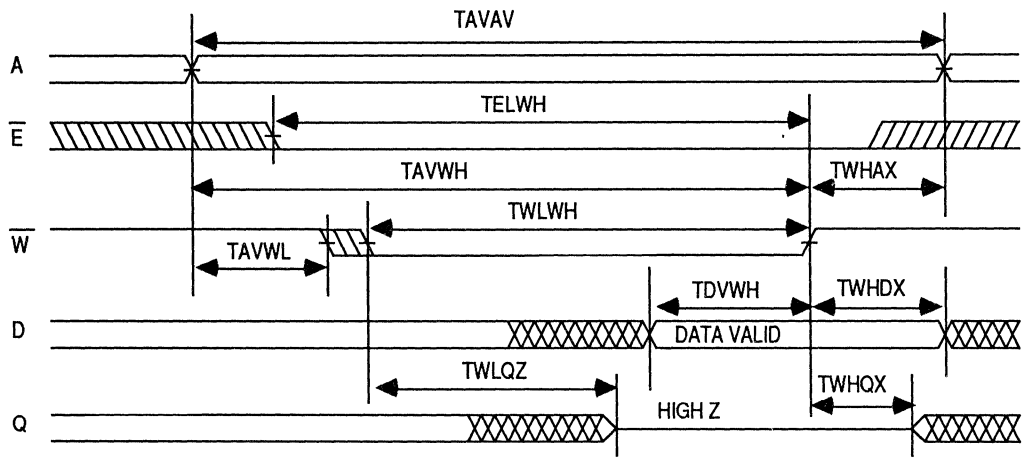 TAVAV
A
TELWH
E̅
TAVWH
TWHAX
TWLWH
W̅
TAVWL
TDVWH
TWHDX
D
DATA VALID
TWLQZ
TWHQX
HIGH Z
Q